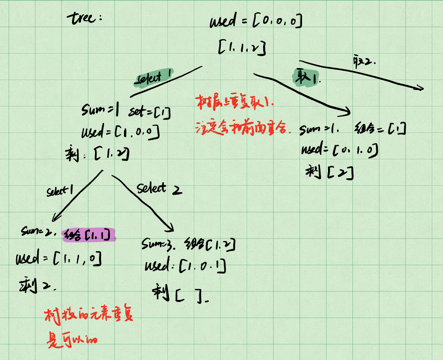 tree:
used = [0,0,0]
[1,1,2]
select 1
取1.
取2.
Sum=1 set=[1]
used=[1,0,0]
剩: [1,2]
树层上重复取1.
注定会和前面重合.
Sum=1. 组合=[1]
used=[0,1,0]
剩 [2]
select 1
select 2
Sum=2. 组合[1,1]
used=[1,1,0]
剩 2.
Sum=3. 组合[1,2]
used:[1,0,1]
剩 [ ].
树枝的元素重复
是可以的